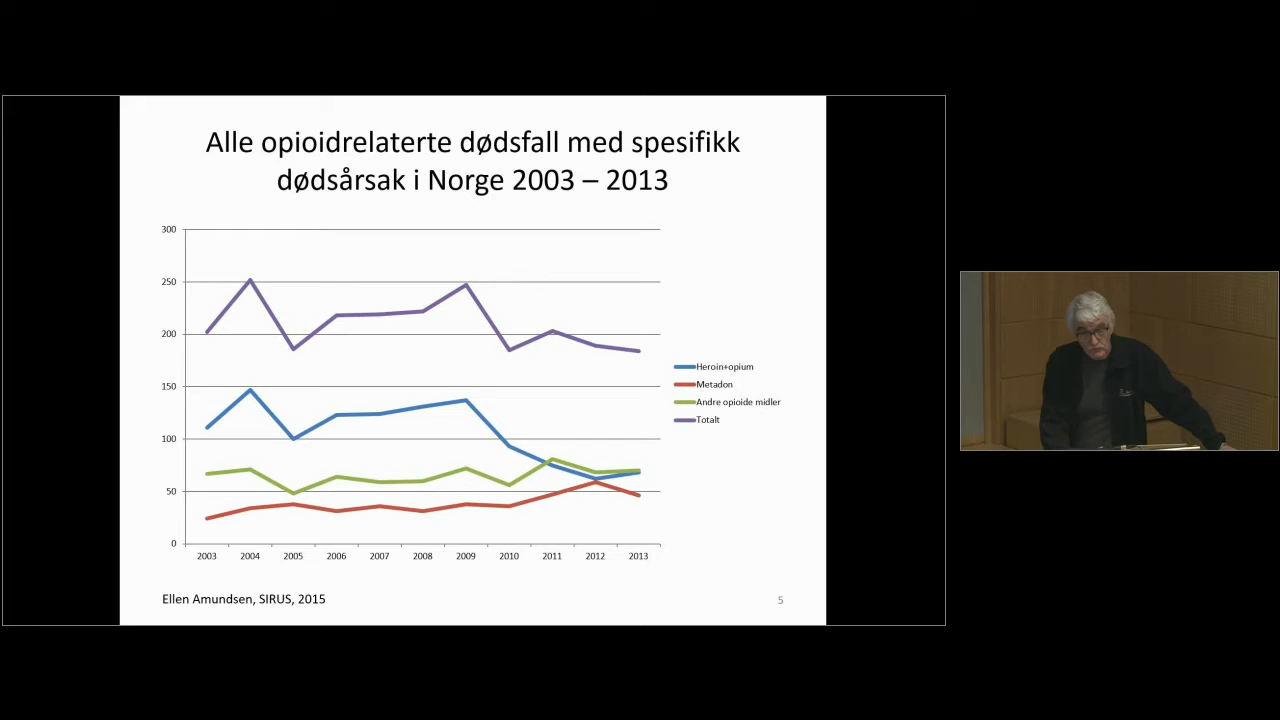 Alle opioidrelaterte dødsfall med spesifikk
dødsårsak i Norge 2003 – 2013
300
250
200
150
100
50
0
2003 2004 2005 2006 2007 2008 2009 2010 2011 2012 2013
Heroin+opium
Metadon
Andre opioide midler
Totalt
Ellen Amundsen, SIRUS, 2015
5